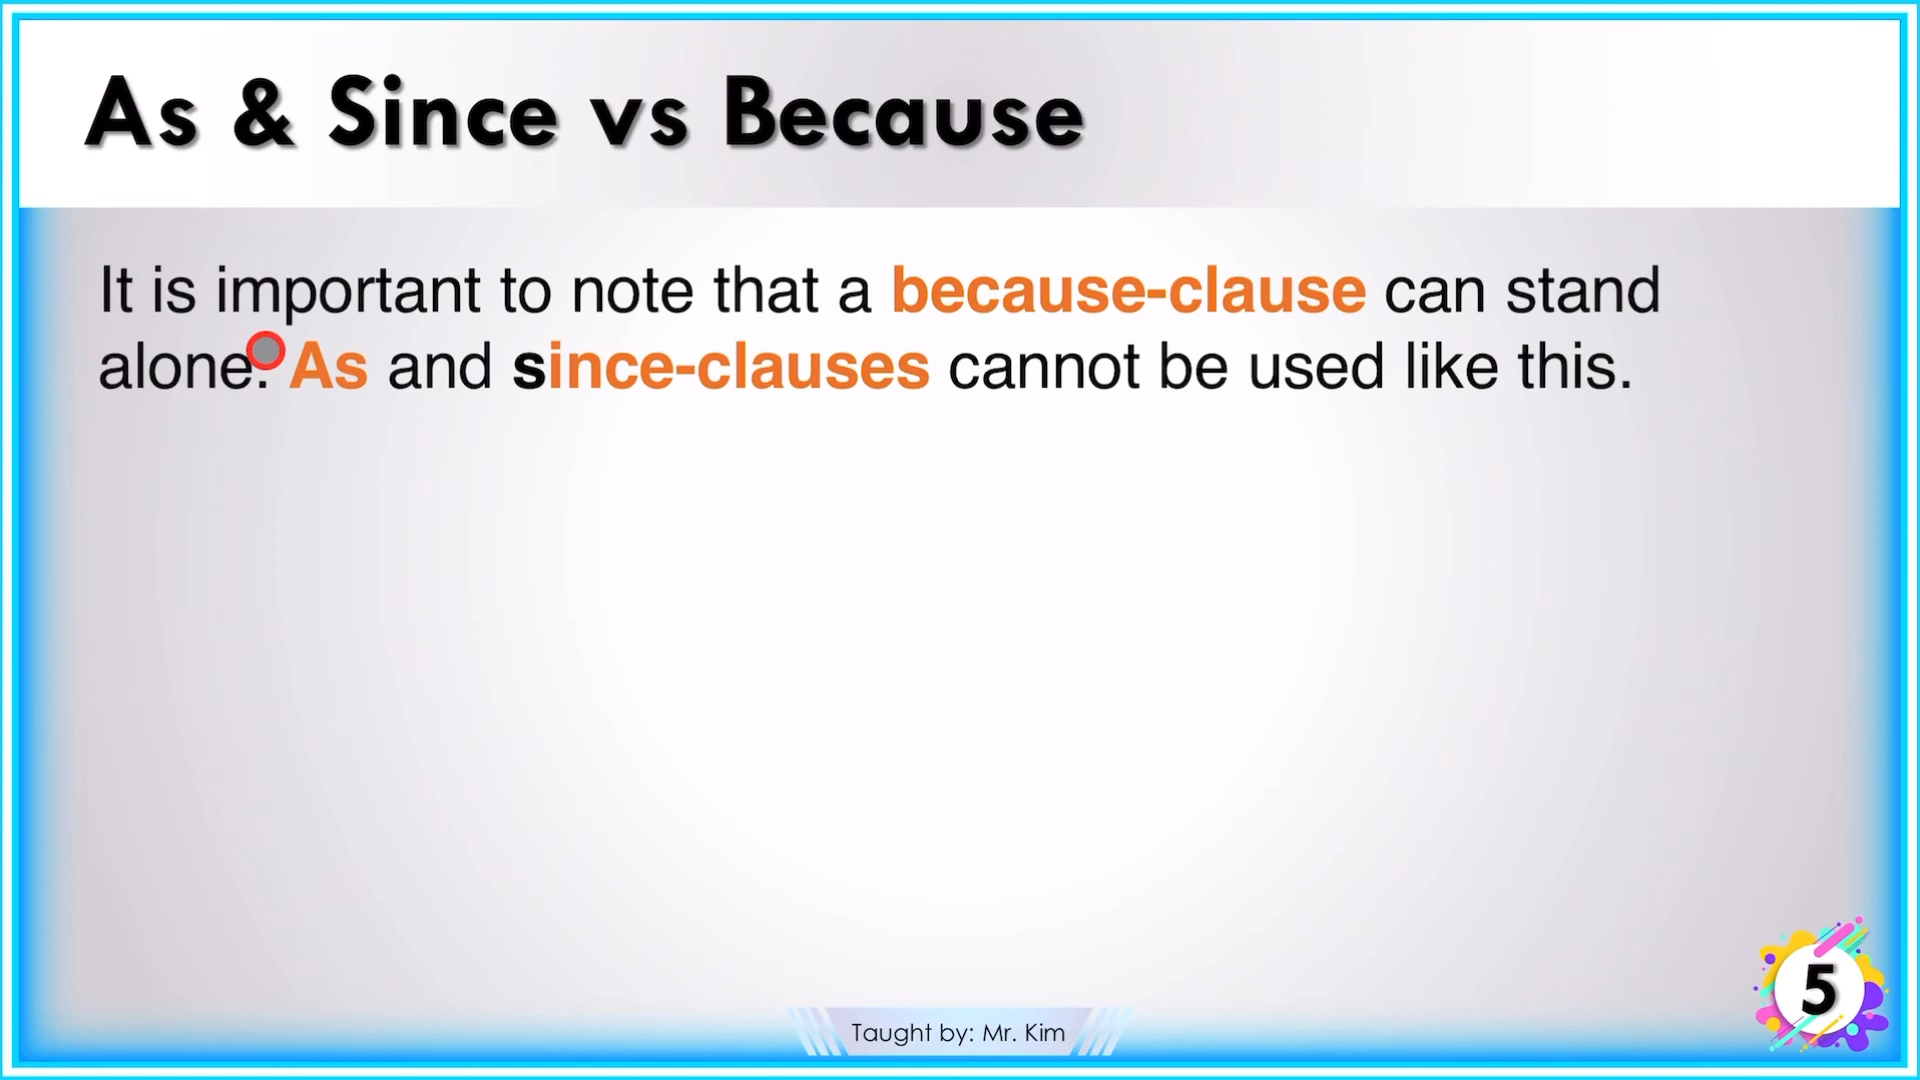 As & Since vs Because
It is important to note that a because-clause can stand
alone. As and since-clauses cannot be used like this.
5
Taught by: Mr. Kim